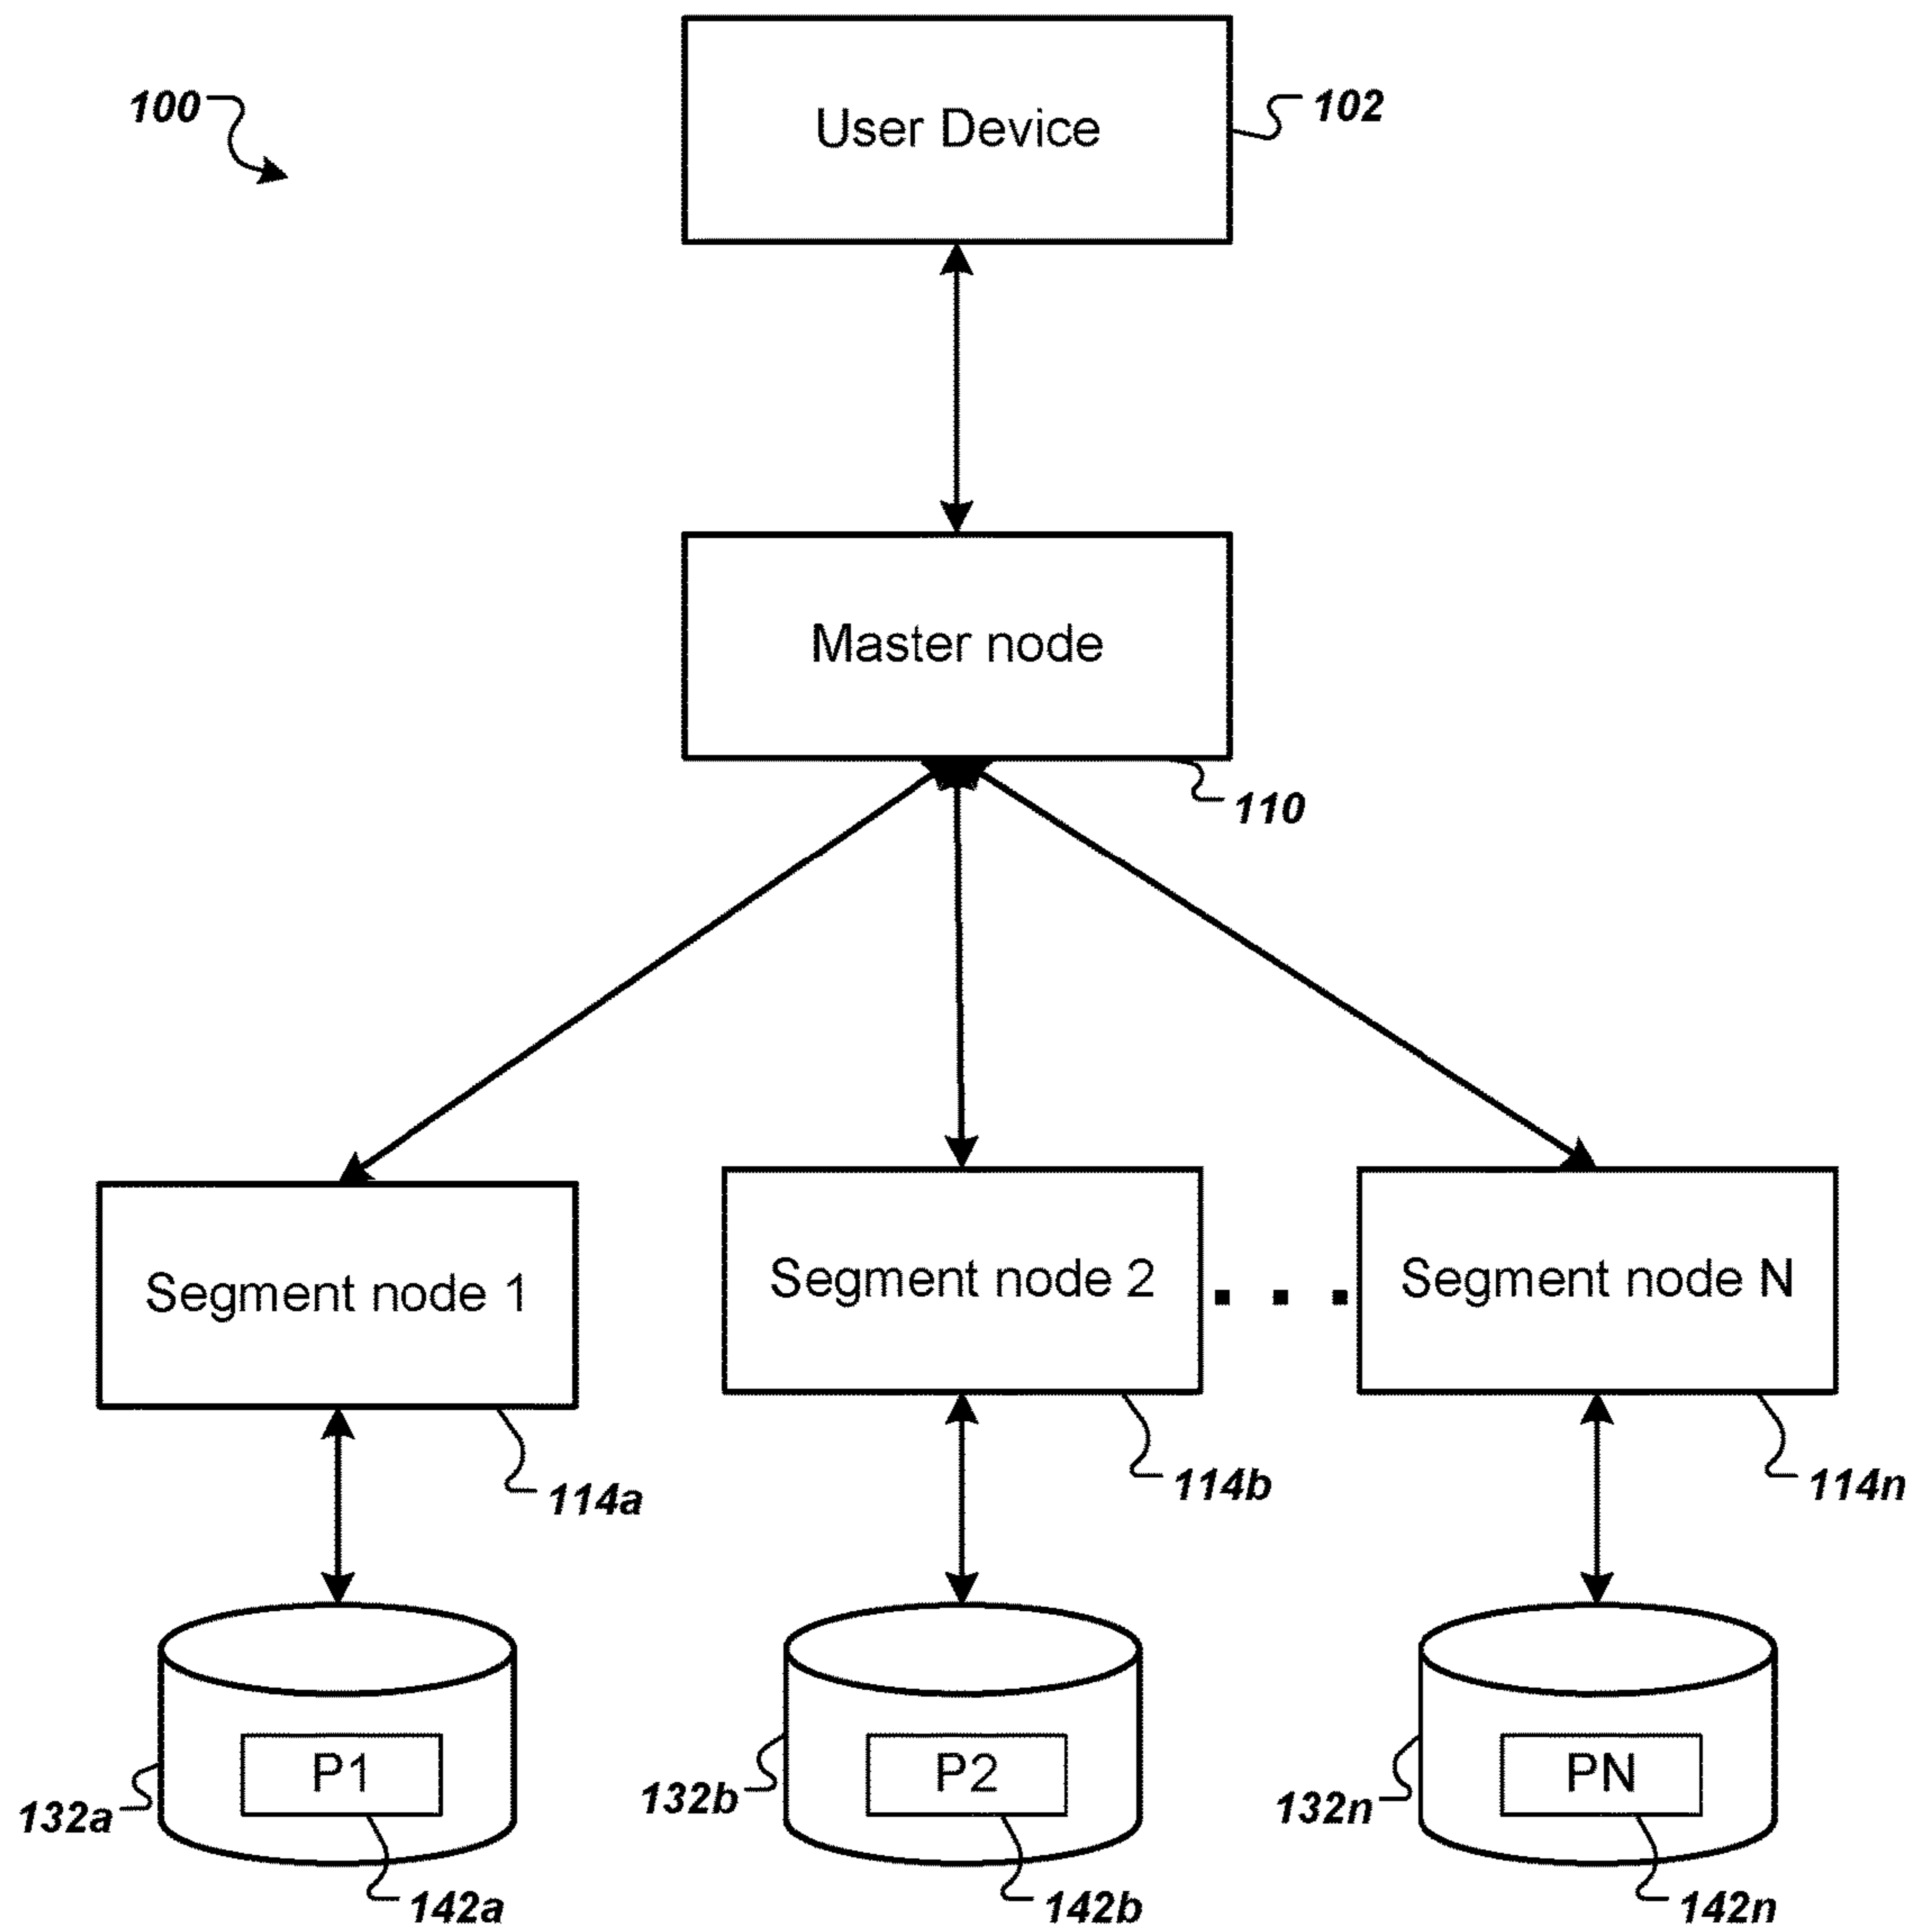 100
User Device
102
Master node
110
Segment node 1
Segment node 2
. . .
Segment node N
114a
114b
114n
P1
P2
PN
132a
132b
132n
142a
142b
142n